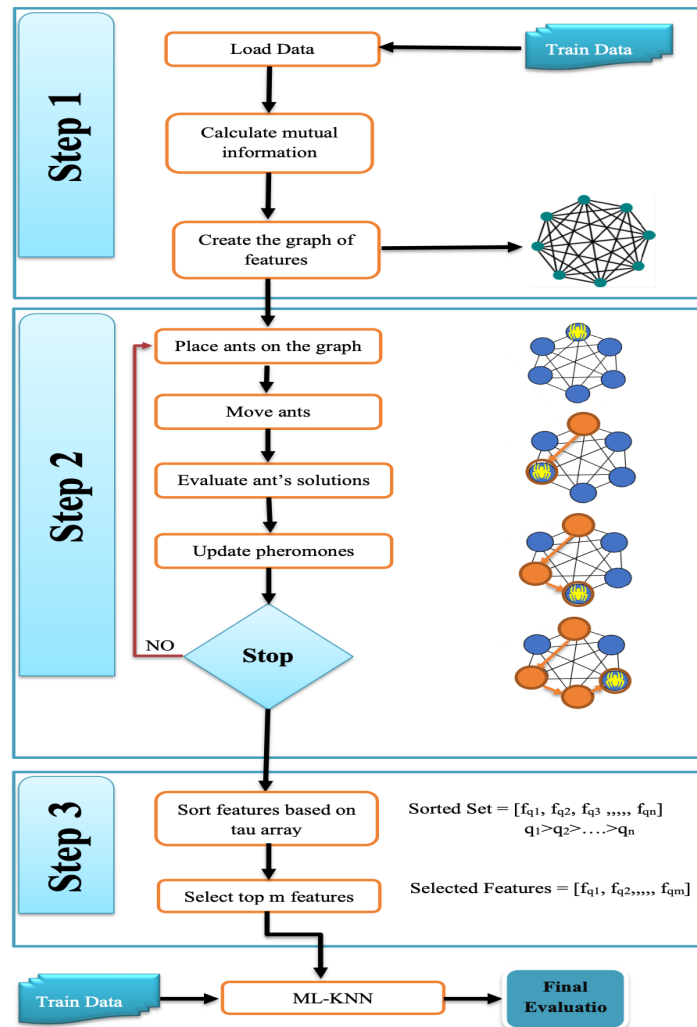 Step 1
Load Data
Train Data
Calculate mutual
information
Create the graph of
features
Step 2
Place ants on the graph
Move ants
Evaluate ant's solutions
Update pheromones
NO
Stop
Step 3
Sort features based on
tau array
Sorted Set = [fq1, fq2, fq3 ,,,,, fqn]
q1>q2>….>qn
Select top m features
Selected Features = [fq1, fq2,,,,, fqm]
Train Data
ML-KNN
Final
Evaluatio